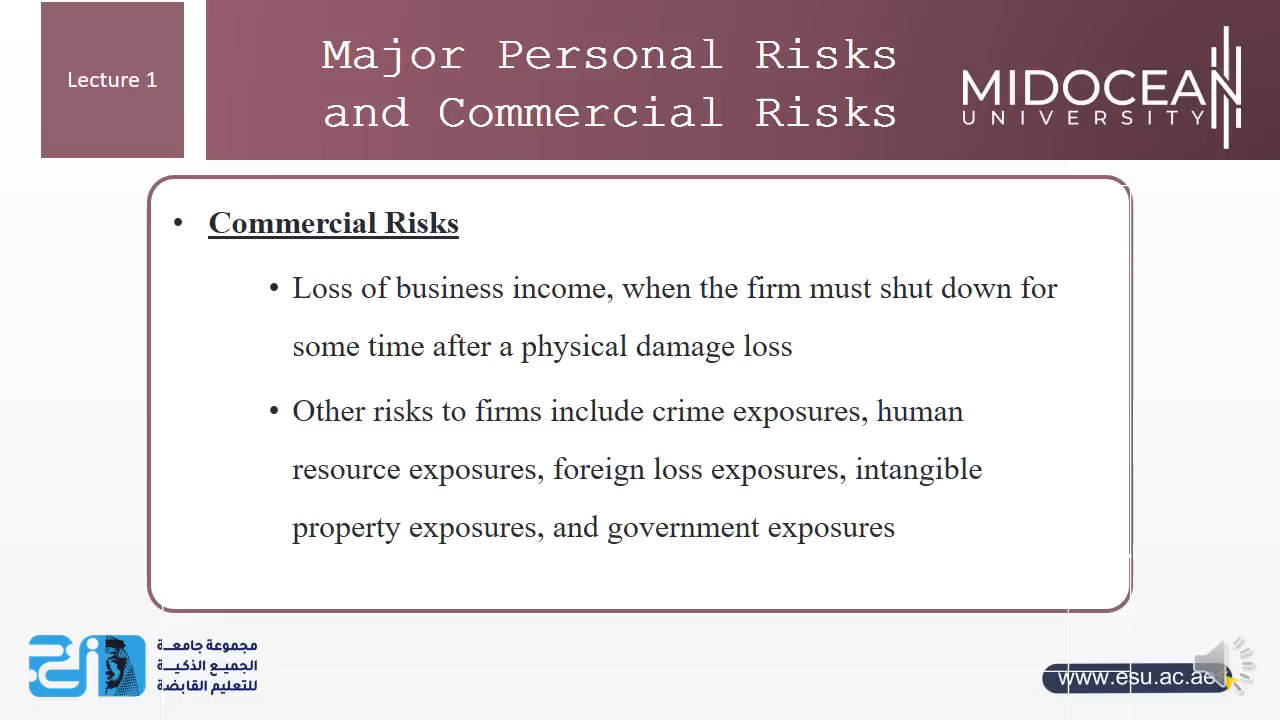 Lecture 1
Major Personal Risks
and Commercial Risks
MIDOCEAN
UNIVERSITY
• Commercial Risks
• Loss of business income, when the firm must shut down for
some time after a physical damage loss
• Other risks to firms include crime exposures, human
resource exposures, foreign loss exposures, intangible
property exposures, and government exposures
مجموعة جامعة
الجميع الذكية
للتعليم القابضة
www.esu.ac.ae